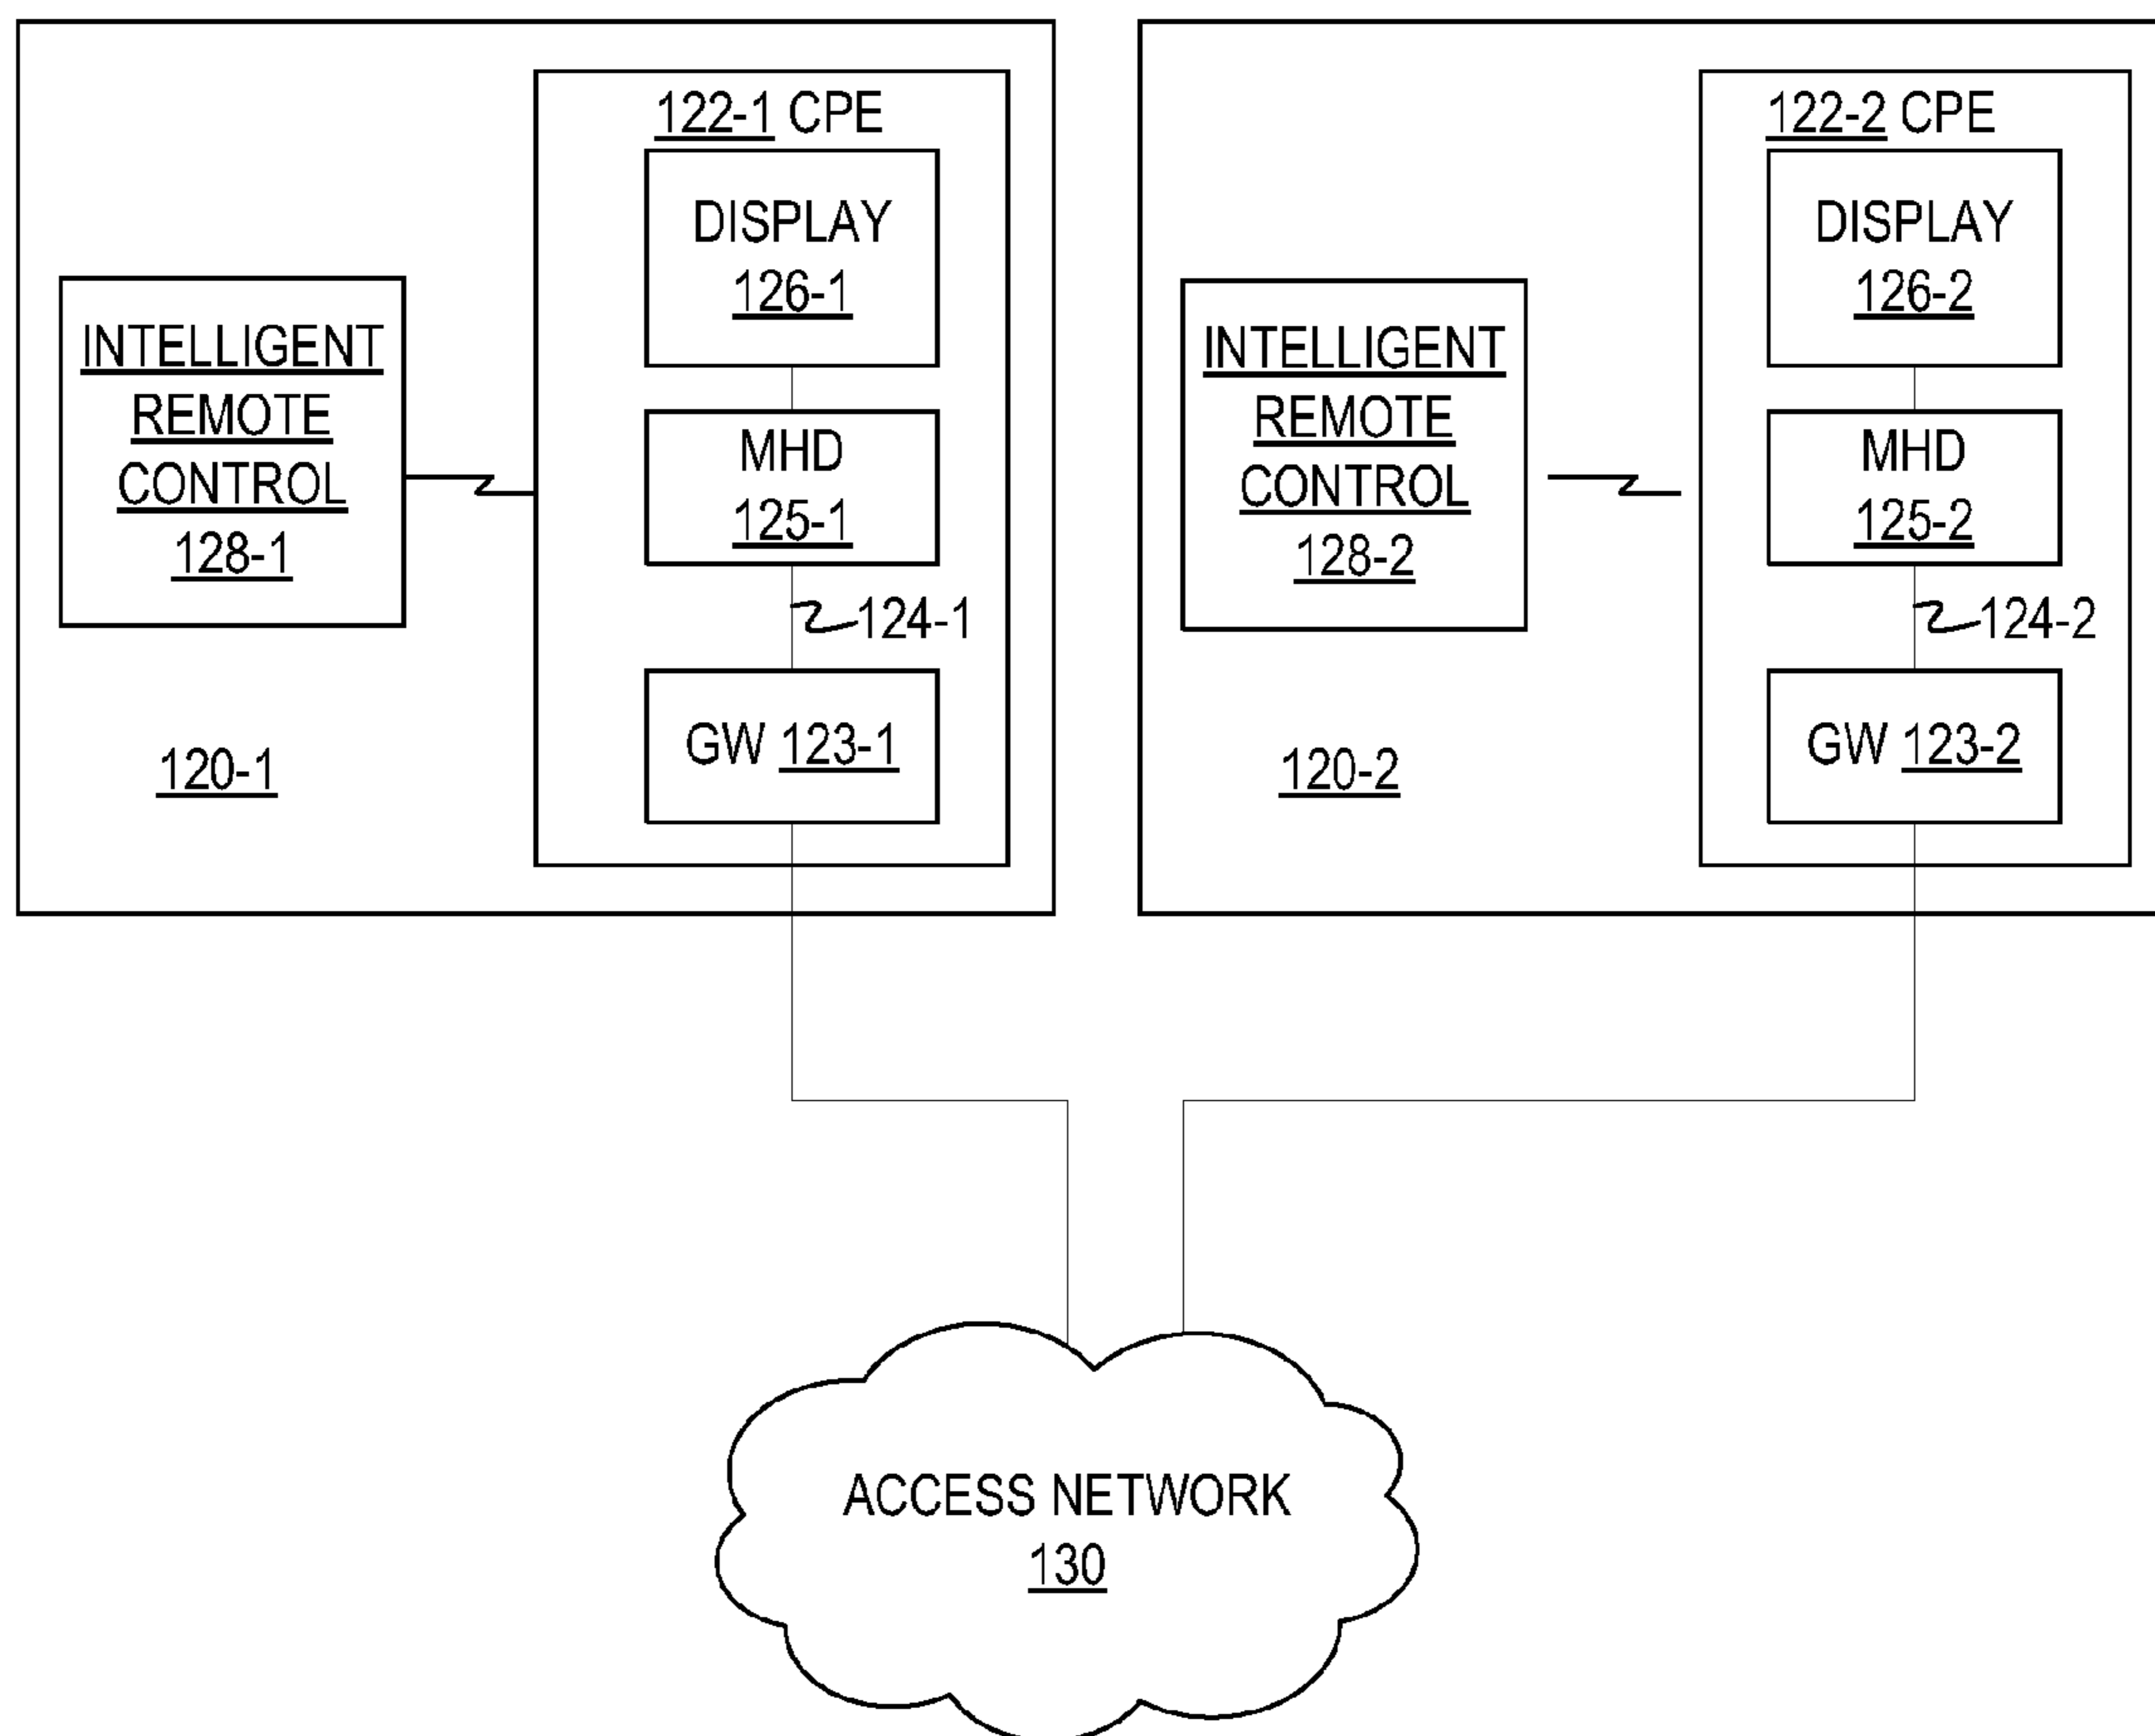 122-1 CPE
DISPLAY
126-1
INTELLIGENT
REMOTE
CONTROL
128-1
MHD
125-1
124-1
GW 123-1
120-1
122-2 CPE
DISPLAY
126-2
INTELLIGENT
REMOTE
CONTROL
128-2
MHD
125-2
124-2
GW 123-2
120-2
ACCESS NETWORK
130